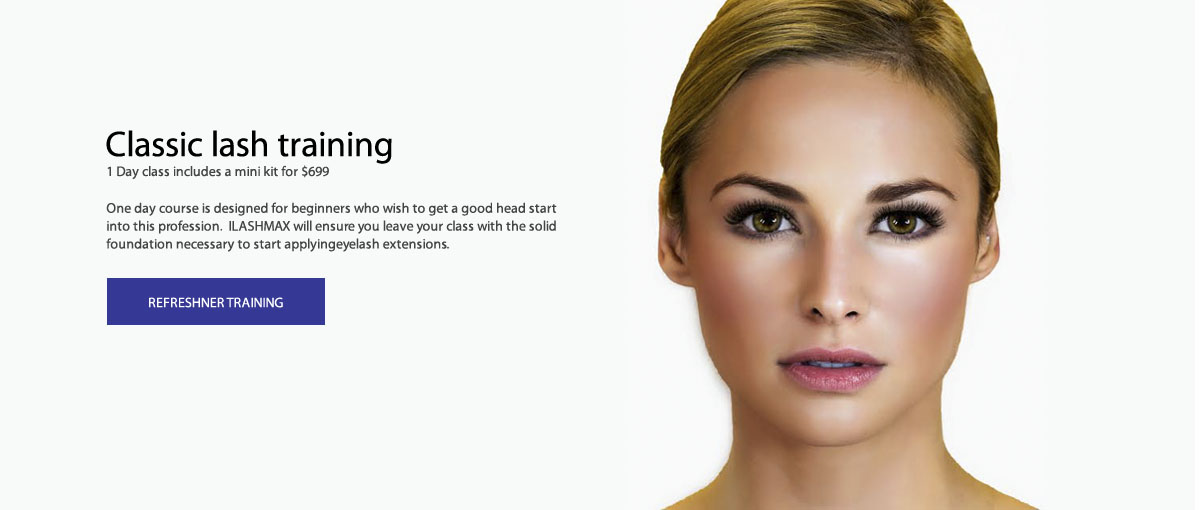 Classic lash training
1 Day class includes a mini kit for $699
One day course is designed for beginners who wish to get a good head start
into this profession.  ILASHMAX will ensure you leave your class with the solid
foundation necessary to start applyingeyelash extensions.
REFRESHNER TRAINING